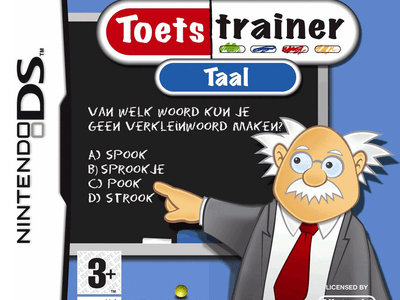 Toets trainer
Taal
NINTENDO DS™
VAN WELK WOORD KUN JE
GEEN VERKLEINWOORD MAKEN?
A) SPOOK
B) SPROOKJE
C) POOK
D) STROOK
3+
LICENSED BY